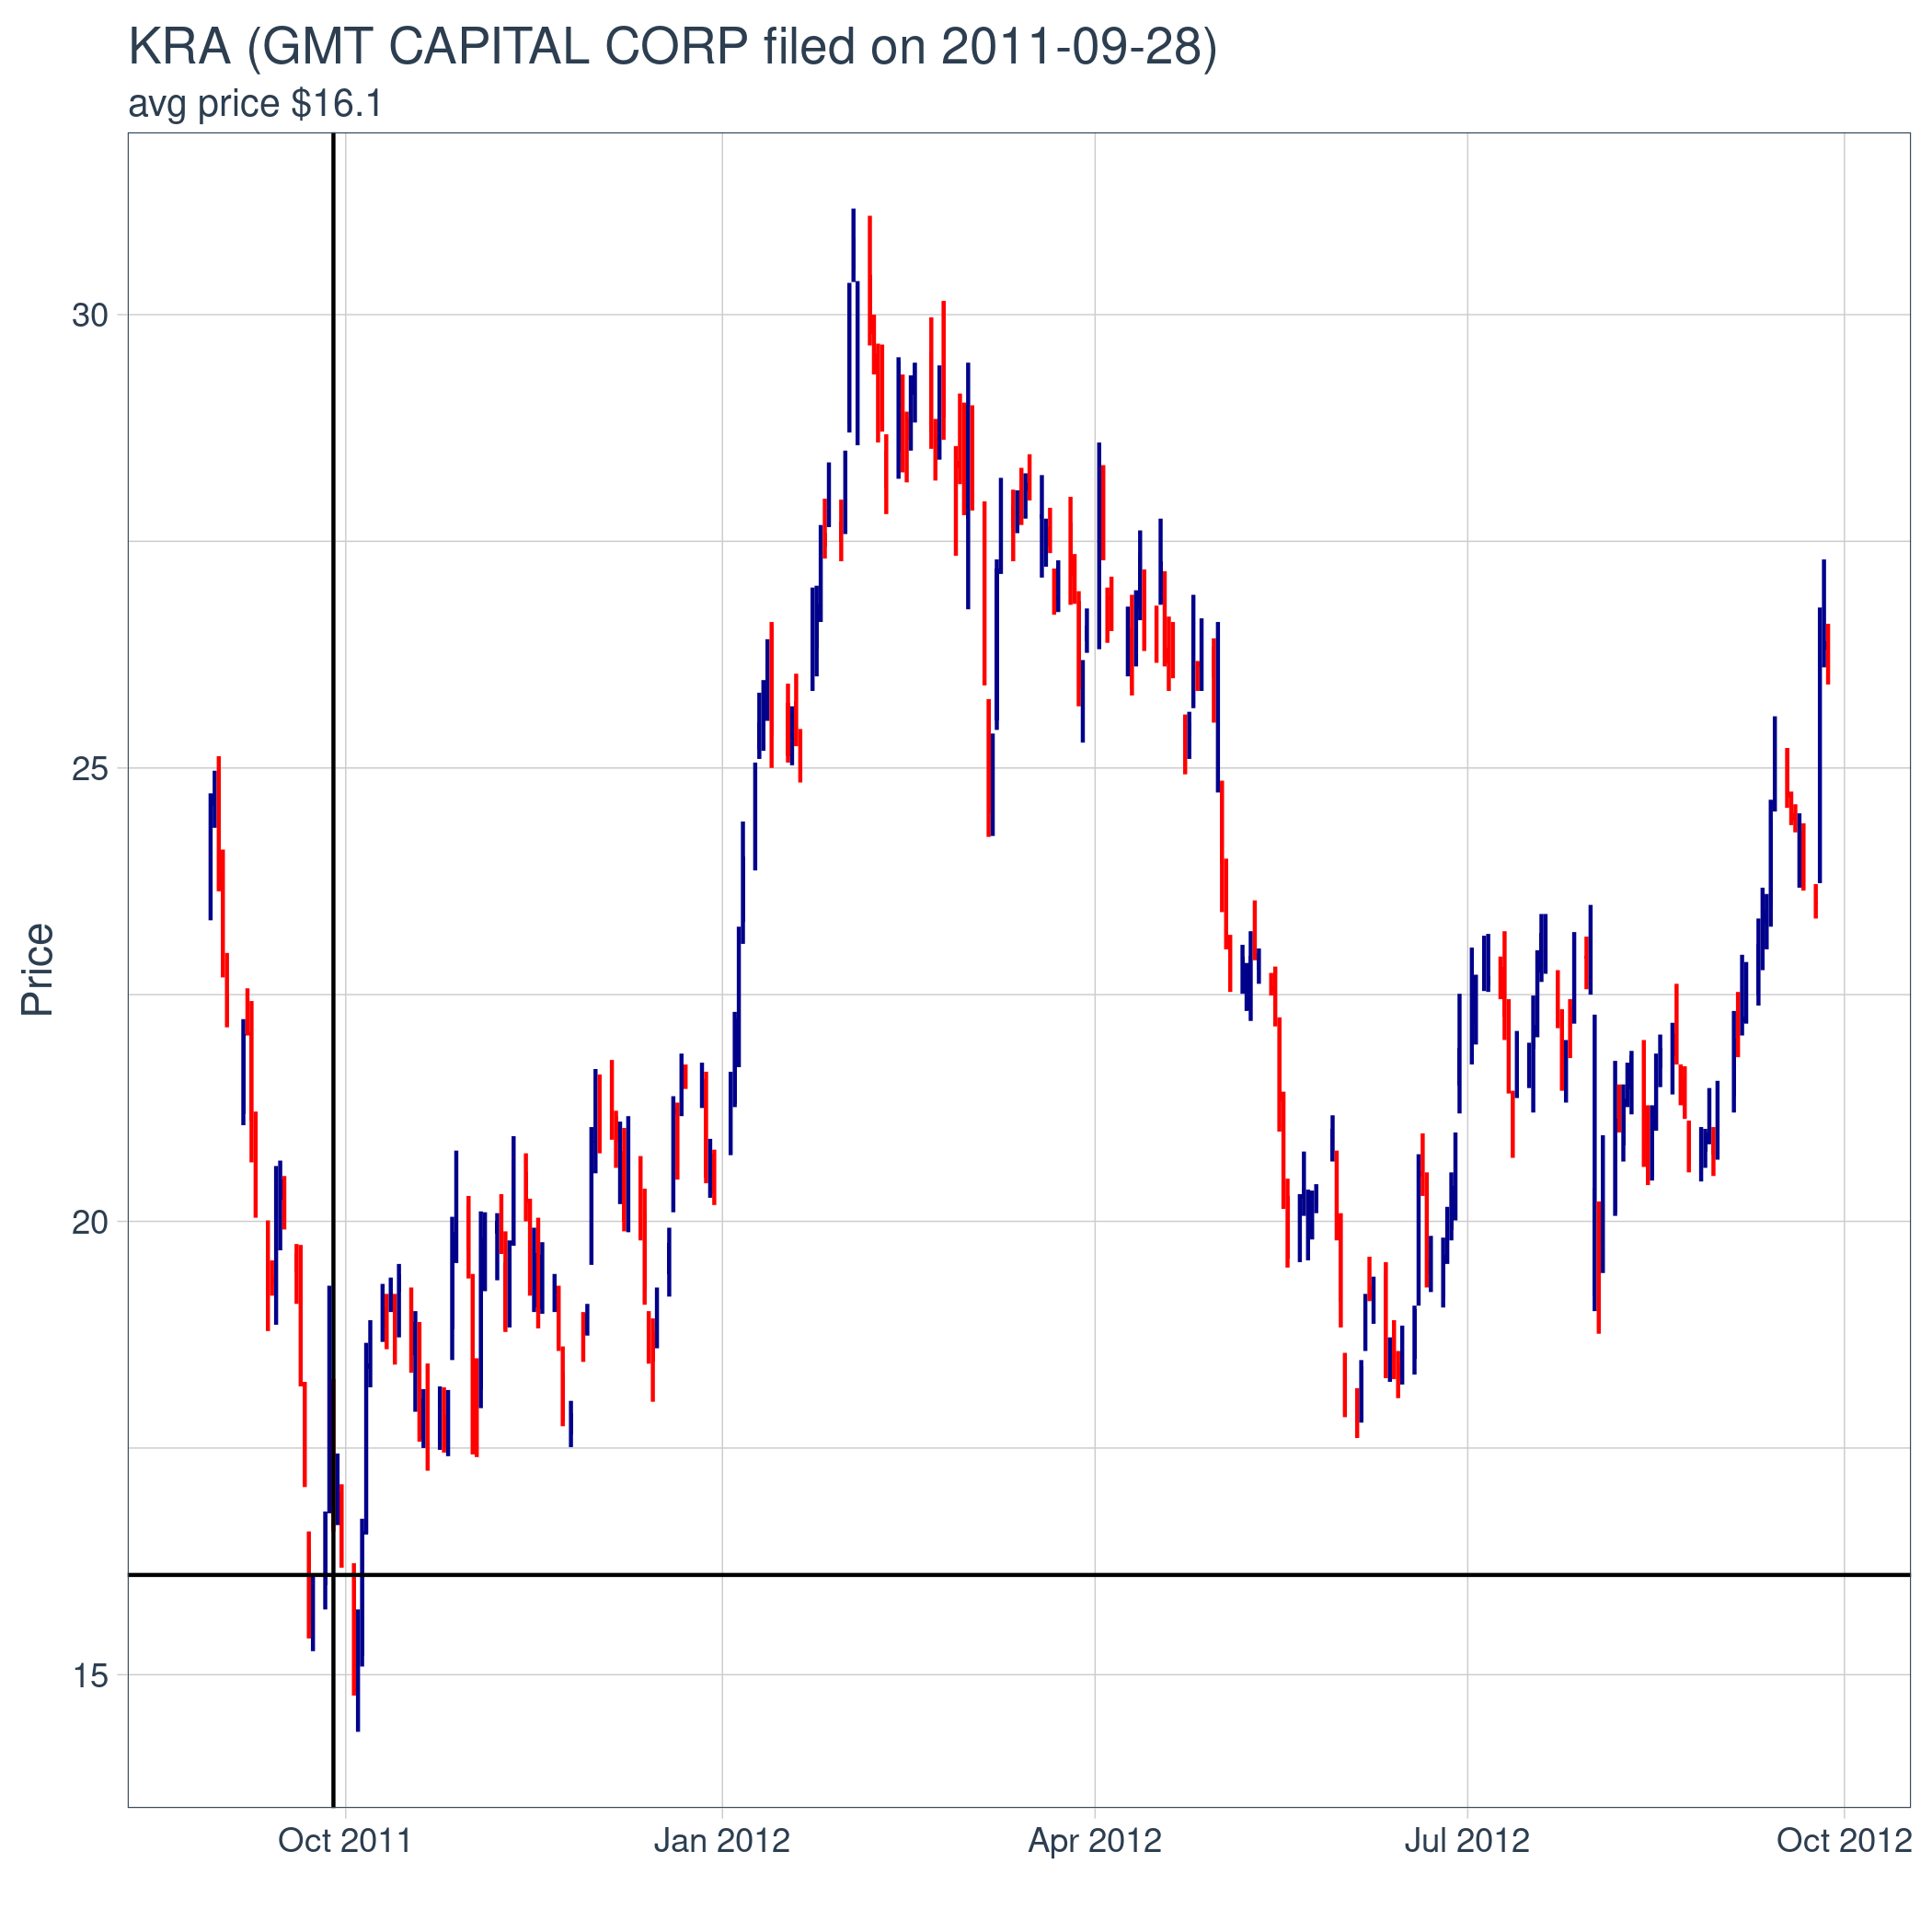 KRA (GMT CAPITAL CORP filed on 2011-09-28)
avg price $16.1
30
25
20
15
Price
Oct 2011
Jan 2012
Apr 2012
Jul 2012
Oct 2012